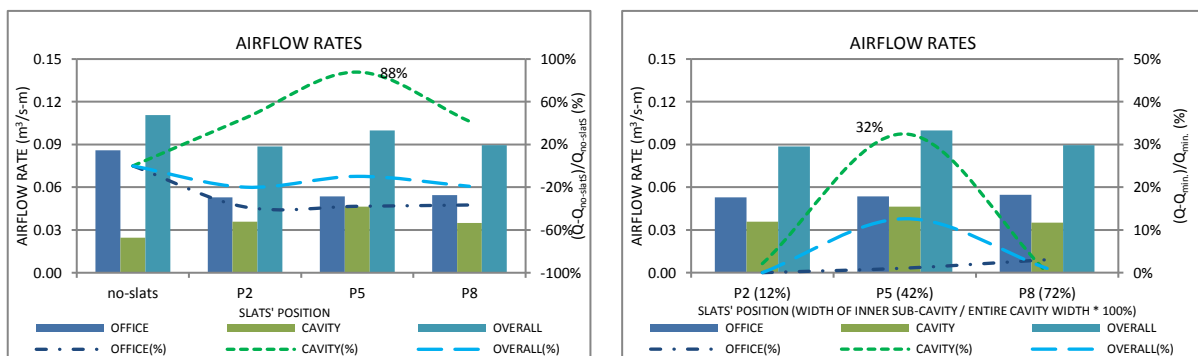 AIRFLOW RATES
AIRFLOW RATE (m³/s-m)
0.15
0.12
0.09
0.06
0.03
0.00
100%
60%
20%
-20%
-60%
-100%
(Q-Qno-slatS)/Qno-slatS (%)
88%
no-slats P2 P5 P8
SLATS' POSITION
OFFICE CAVITY OVERALL
OFFICE(%) CAVITY(%) OVERALL(%)
AIRFLOW RATES
AIRFLOW RATE (m³/s-m)
0.15
0.12
0.09
0.06
0.03
0.00
50%
40%
30%
20%
10%
0%
(Q-Qmin.)/Qmin. (%)
32%
P2 (12%) P5 (42%) P8 (72%)
SLATS' POSITION (WIDTH OF INNER SUB-CAVITY / ENTIRE CAVITY WIDTH * 100%)
OFFICE CAVITY OVERALL
OFFICE(%) CAVITY(%) OVERALL(%)